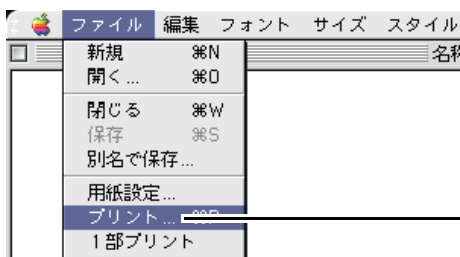 ファイル 編集 フォント サイズ スタイル
名称
新規 ⌘N
開く... ⌘O
閉じる ⌘W
保存 ⌘S
別名で保存...
用紙設定...
プリント... ⌘P
1部プリント